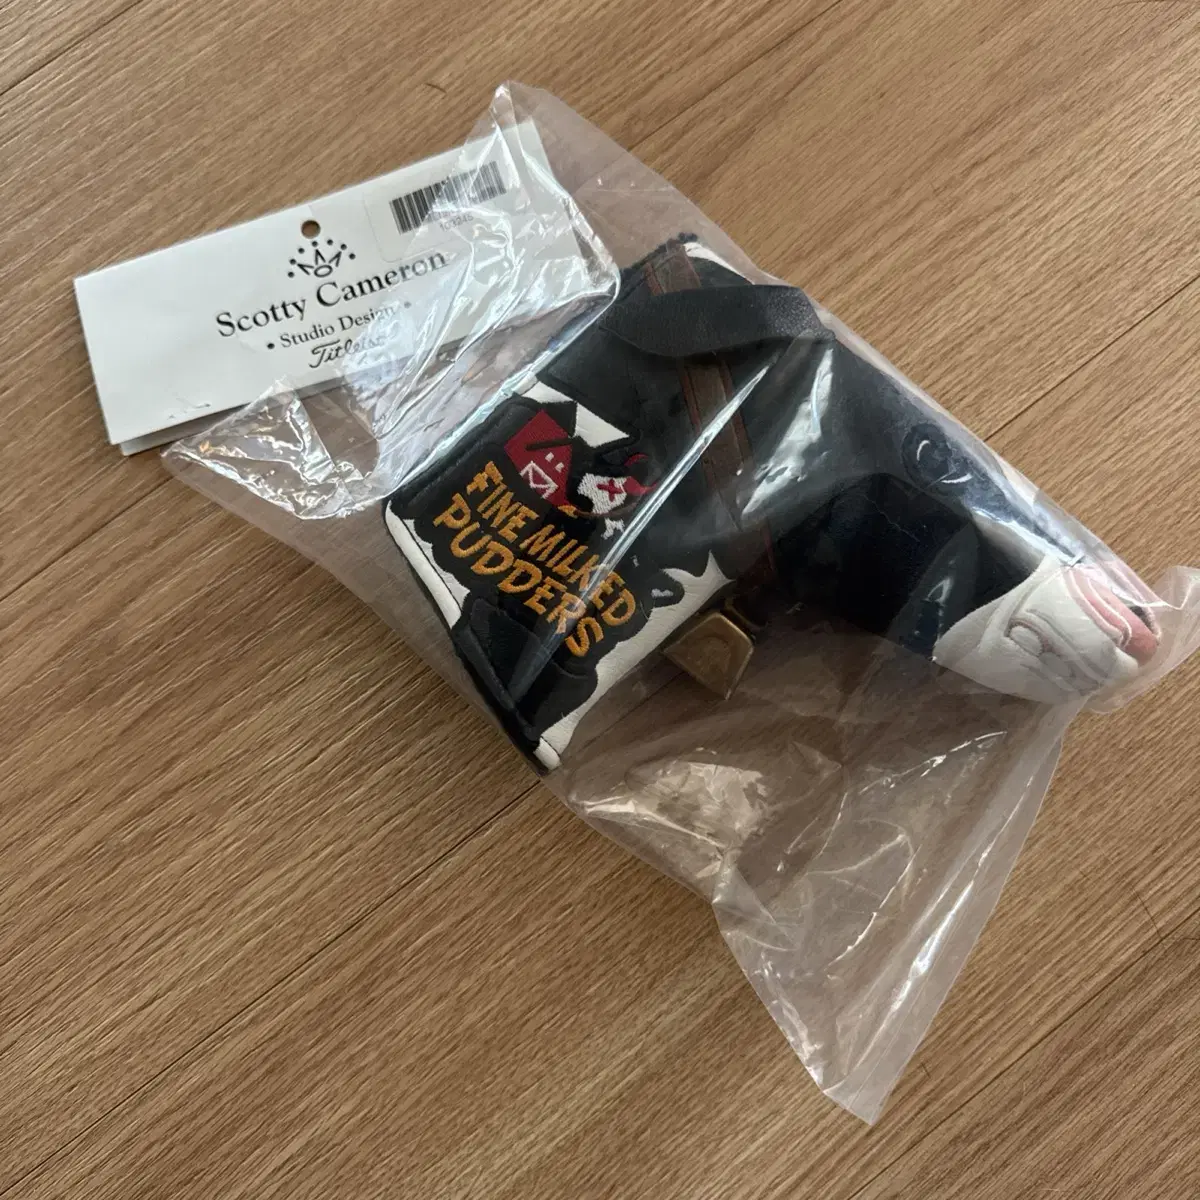 Scotty Cameron
• Studio Design •
Titleist
FINE MILKED
PUDDERS